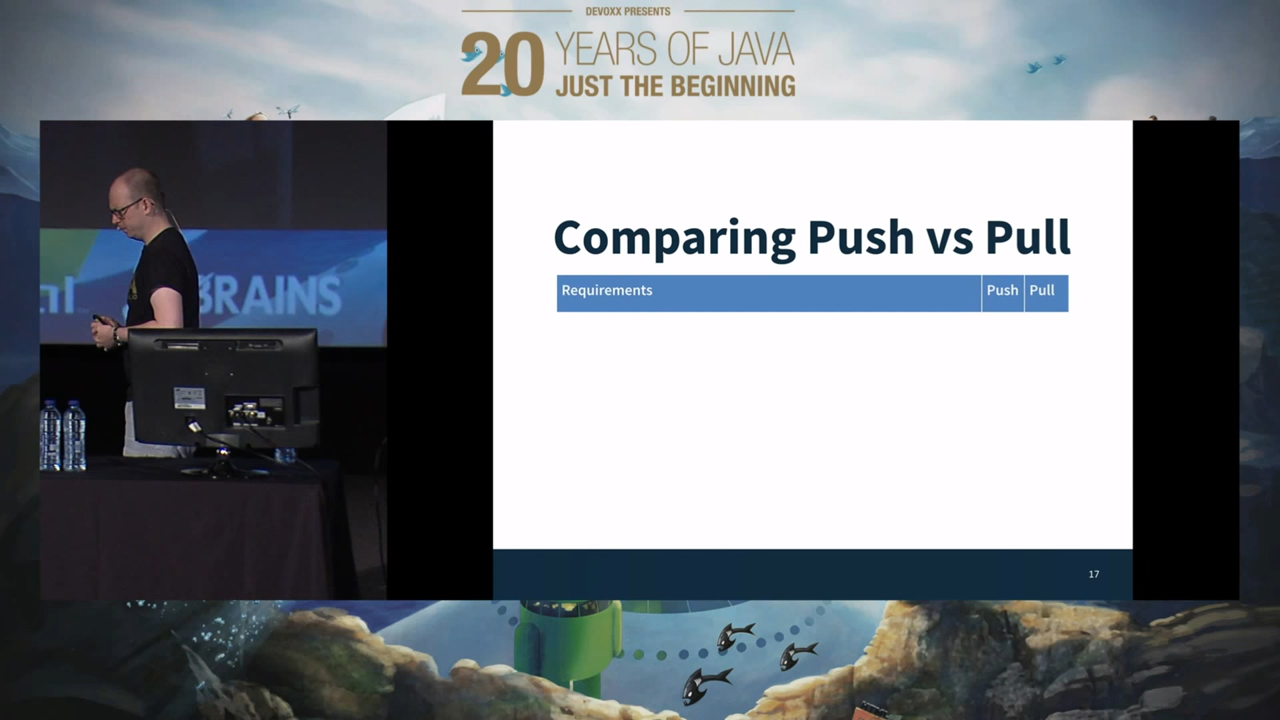 DEVOXX PRESENTS
20 YEARS OF JAVA
JUST THE BEGINNING
BRAINS
Comparing Push vs Pull
Requirements Push Pull
17